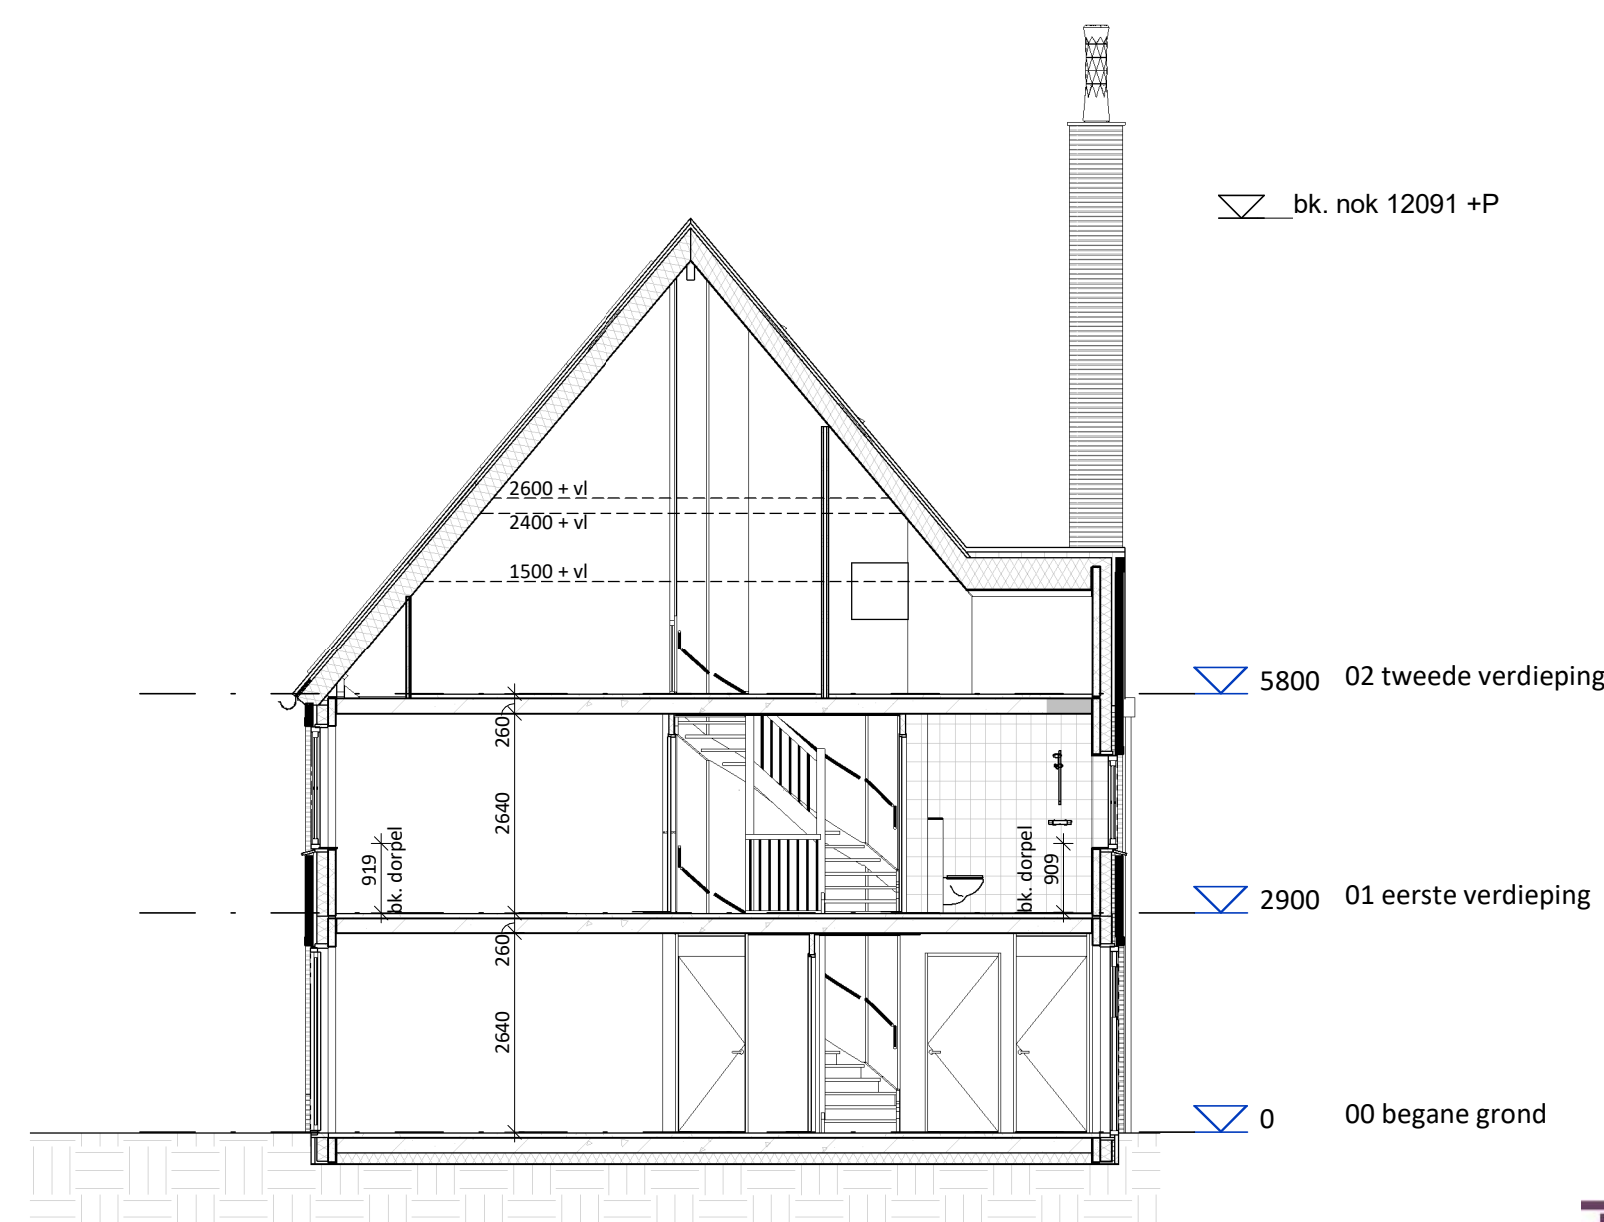 bk. nok 12091 +P
2600 + vl
2400 + vl
1500 + vl
5800 02 tweede verdieping
260
2640
919
bk. dorpel
bk. dorpel
909
2900 01 eerste verdieping
260
2640
0 00 begane grond